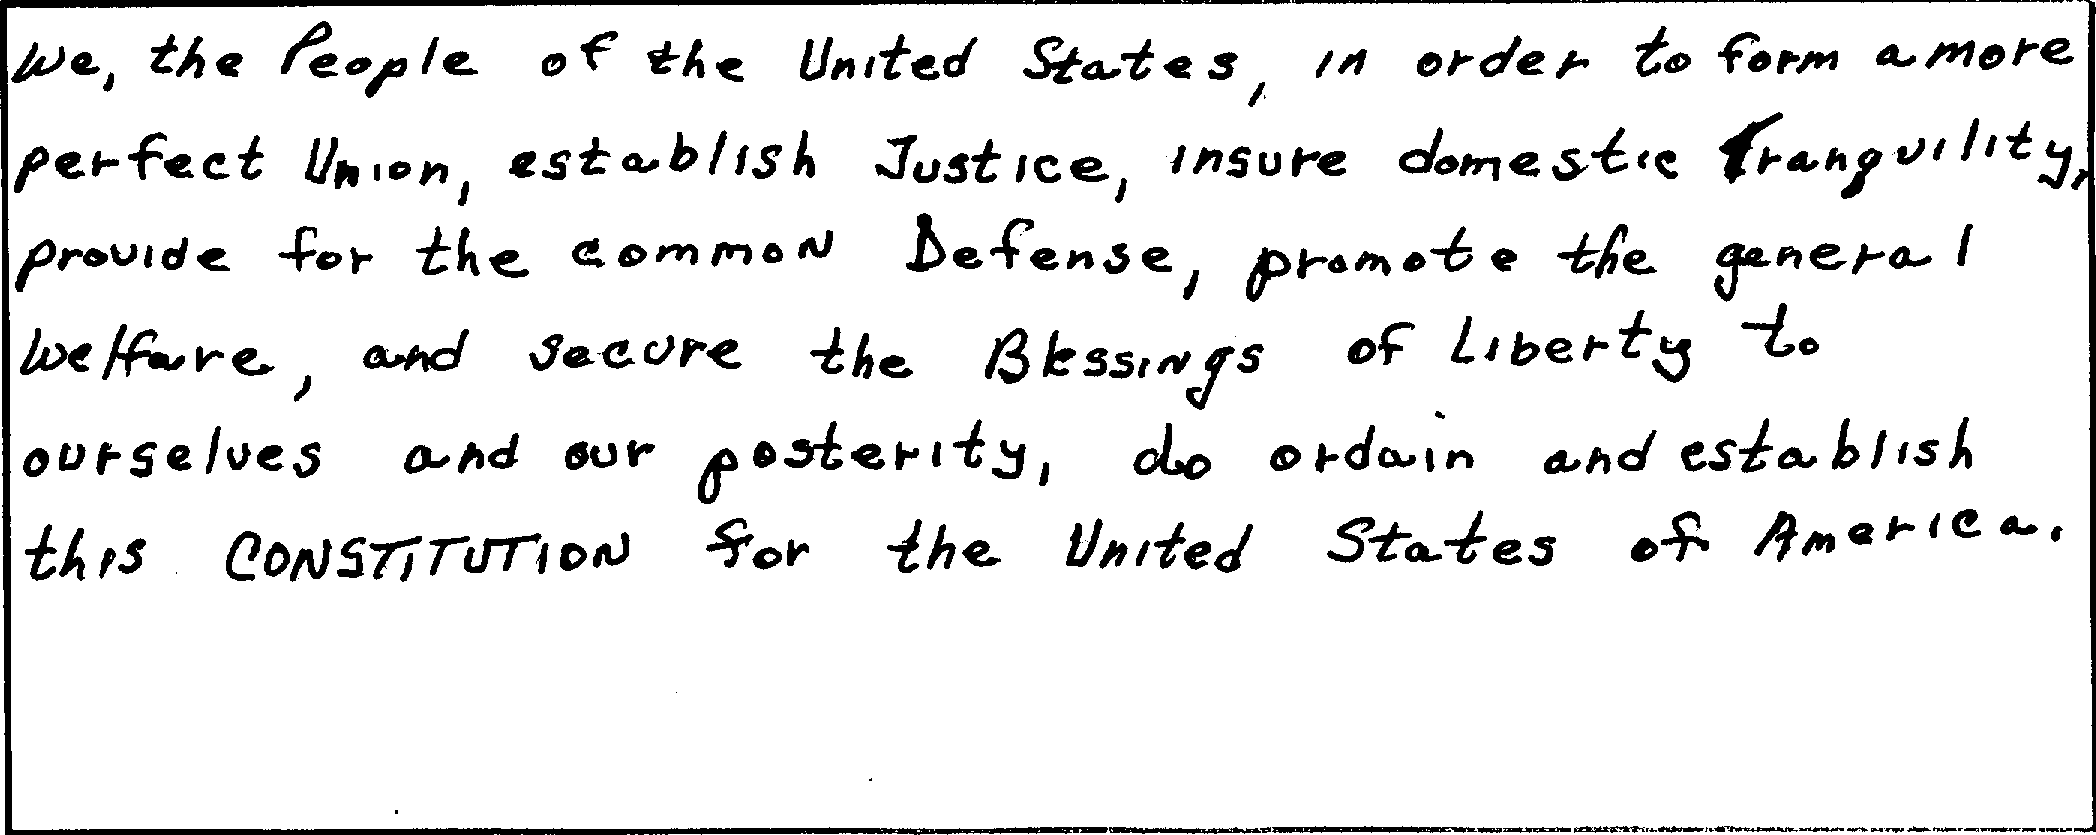 We, the People of the United States, in order to form a more
perfect Union, establish Justice, insure domestic Tranquility,
provide for the common Defense, promote the general
Welfare, and secure the Blessings of Liberty to
ourselves and our posterity, do ordain and establish
this CONSTITUTION for the United States of America.